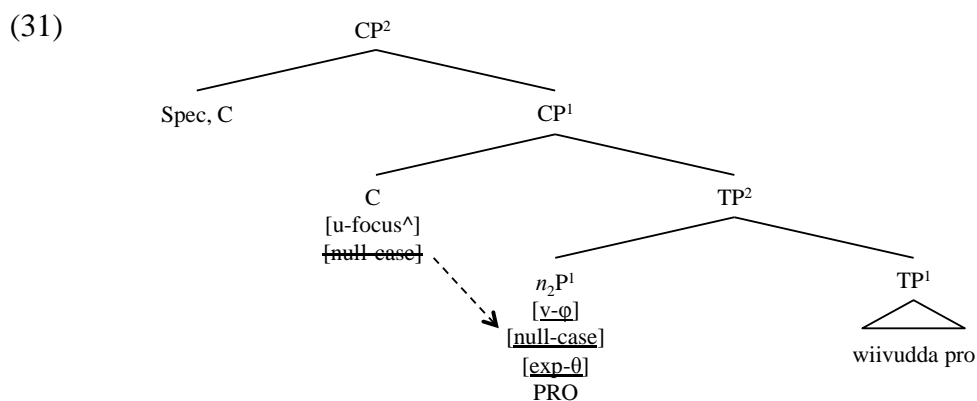 (31)
CP²
Spec, C CP¹
C TP²
[u-focus^]
[null-case]
n₂P¹ TP¹
[v-φ]
[null-case]
[exp-θ]
PRO
wiivudda pro